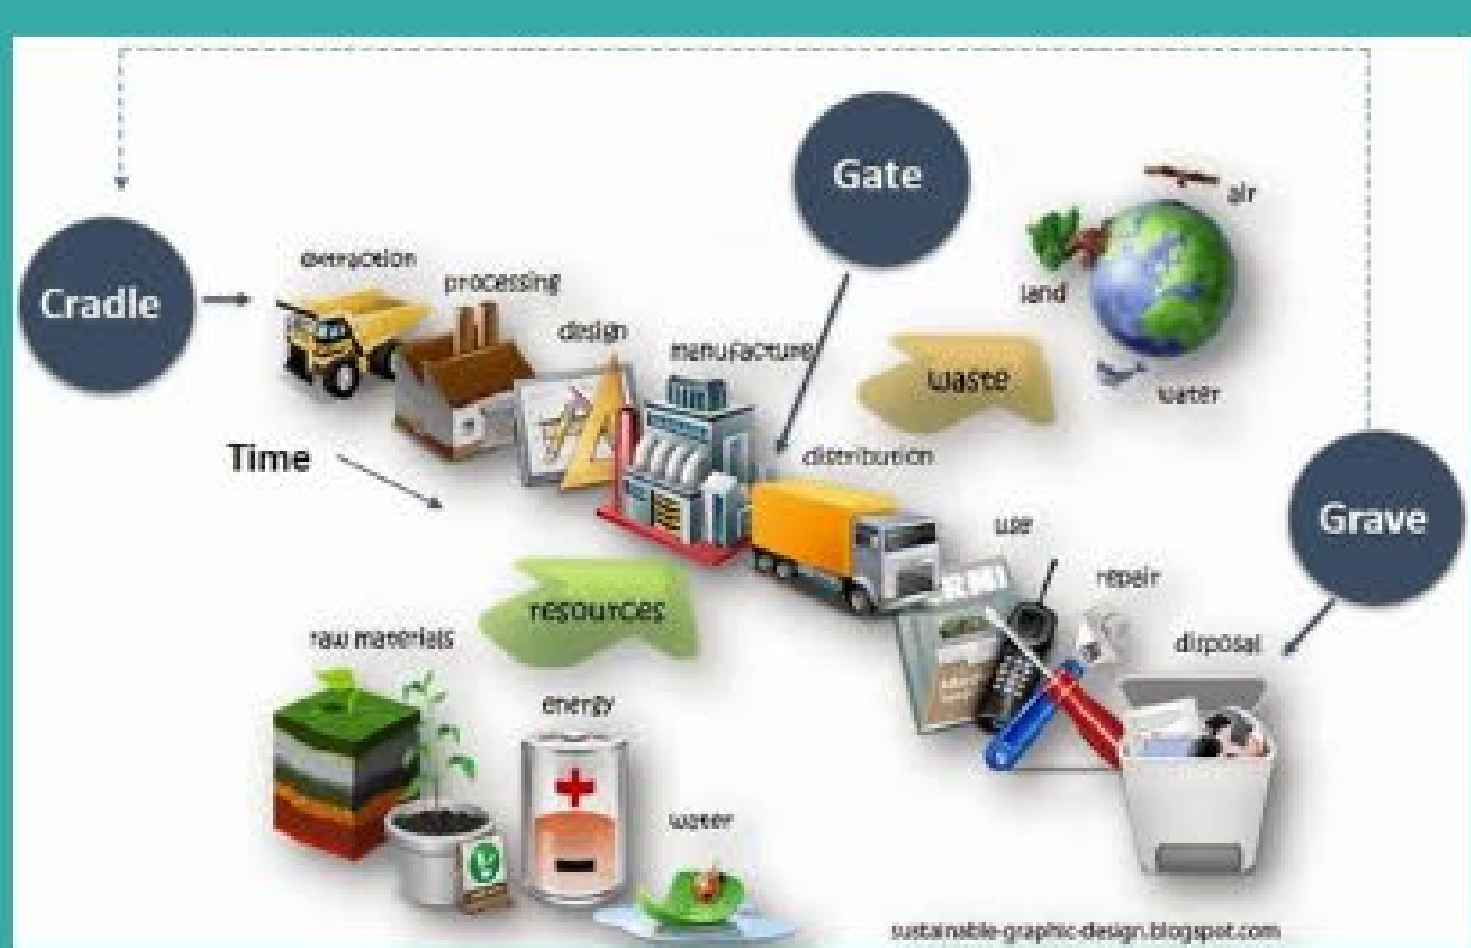 Gate
air
extraction
processing
Cradle
land
design
manufacture
waste
water
Time
distribution
Grave
use
repair
resources
raw materials
disposal
energy
water
sustainable-graphic-design.blogspot.com